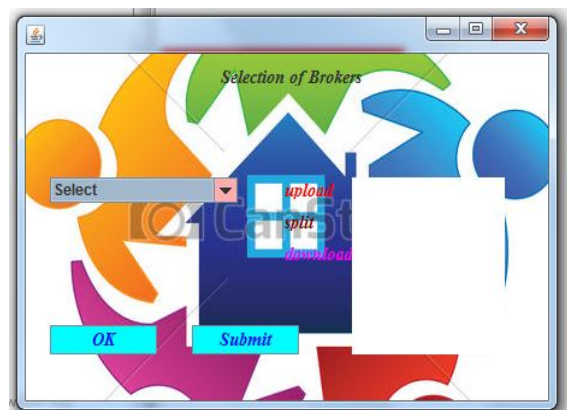 Selection of Brokers
Select
upload
split
download
OK
Submit